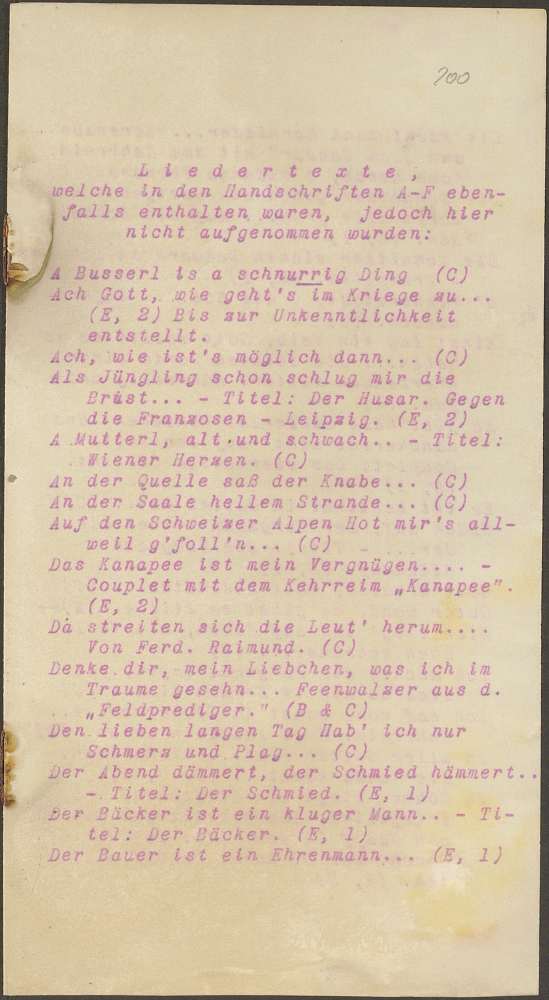 200
Liedertexte,
welche in den Handschriften A-F eben-
falls enthalten waren, jedoch hier
nicht aufgenommen wurden:
A Busserl is a schnurrig Ding (C)
Ach Gott, wie geht's im Kriege zu...
(E, 2) Bis zur Unkenntlichkeit
entstellt.
Ach, wie ist's möglich dann... (C)
Als Jüngling schon schlug mir die
Brust... - Titel: Der Husar. Gegen
die Franzosen - Leipzig. (E, 2)
A Mutterl, alt und schwach.. - Titel:
Wiener Herzen. (C)
An der Quelle saß der Knabe... (C)
An der Saale hellem Strande... (C)
Auf den Schweizer Alpen Hot mir's all-
weil g'foll'n... (C)
Das Kanapee ist mein Vergnügen.... -
Couplet mit dem Kehrreim „Kanapee".
(E, 2)
Da streiten sich die Leut' herum....
Von Ferd. Raimund. (C)
Denke dir, mein Liebchen, was ich im
Traume gesehn... Feenwalzer aus d.
„Feldprediger." (B & C)
Den lieben langen Tag Hab' ich nur
Schmerz und Plag... (C)
Der Abend dämmert, der Schmied hämmert..
- Titel: Der Schmied. (E, 1)
Der Bäcker ist ein kluger Mann.. - Ti-
tel: Der Bäcker. (E, 1)
Der Bauer ist ein Ehrenmann... (E, 1)